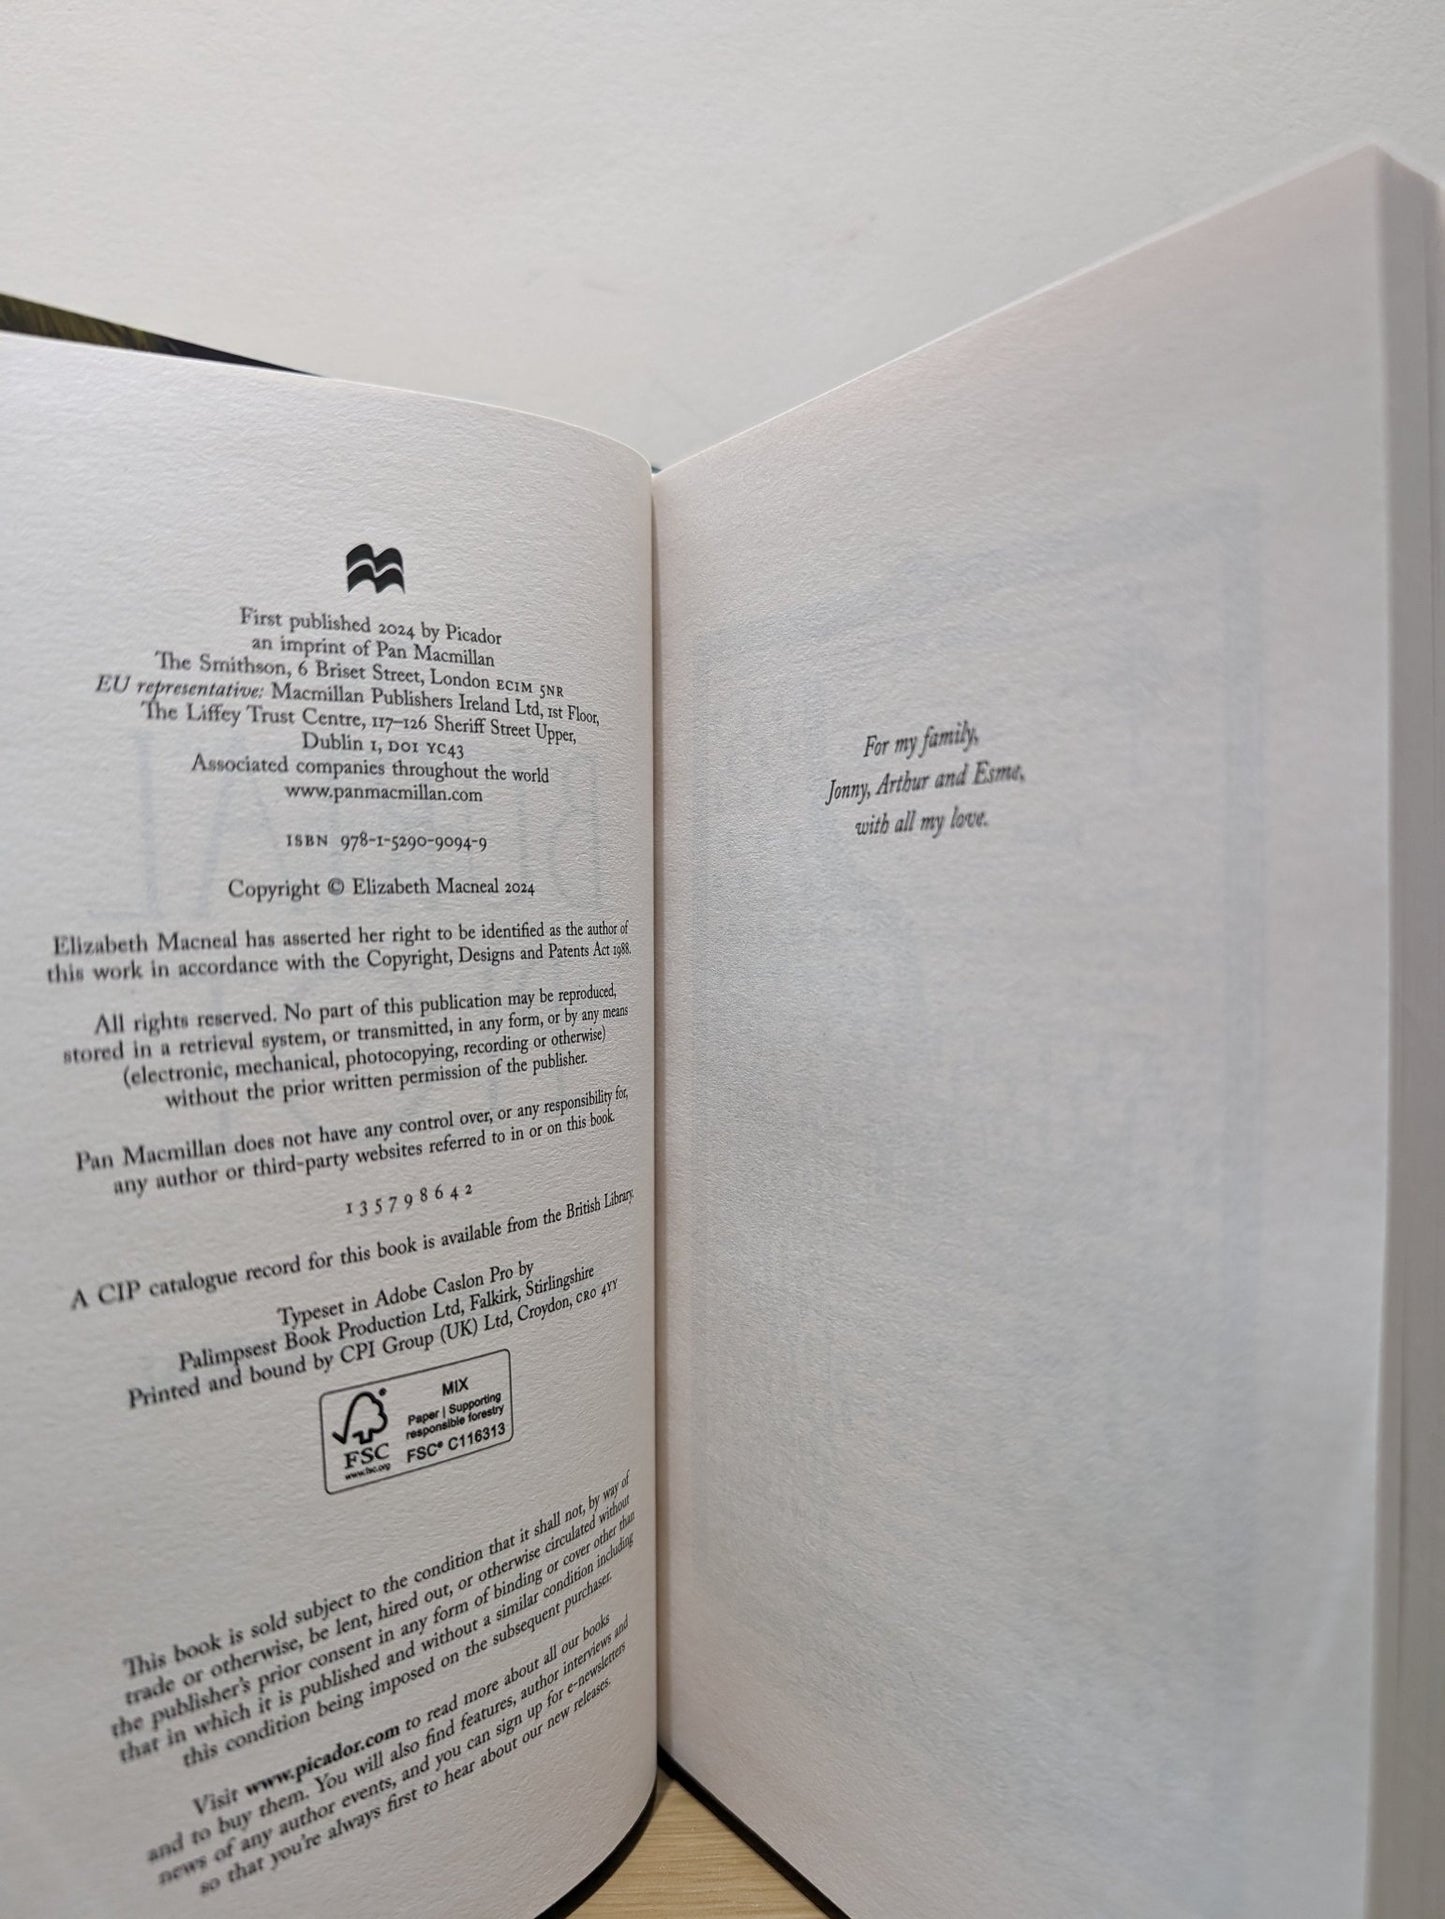 First published 2024 by Picador
an imprint of Pan Macmillan
The Smithson, 6 Briset Street, London EC1M 5NR
EU representative: Macmillan Publishers Ireland Ltd, 1st Floor,
The Liffey Trust Centre, 117–126 Sheriff Street Upper,
Dublin 1, D01 YC43
Associated companies throughout the world
www.panmacmillan.com
ISBN 978-1-5290-9094-9
Copyright © Elizabeth Macneal 2024
Elizabeth Macneal has asserted her right to be identified as the author of
this work in accordance with the Copyright, Designs and Patents Act 1988.
All rights reserved. No part of this publication may be reproduced,
stored in a retrieval system, or transmitted, in any form, or by any means
(electronic, mechanical, photocopying, recording or otherwise)
without the prior written permission of the publisher.
Pan Macmillan does not have any control over, or any responsibility for,
any author or third-party websites referred to in or on this book.
1 3 5 7 9 8 6 4 2
A CIP catalogue record for this book is available from the British Library.
Typeset in Adobe Caslon Pro by
Palimpsest Book Production Ltd, Falkirk, Stirlingshire
Printed and bound by CPI Group (UK) Ltd, Croydon, CR0 4YY
MIX
Paper | Supporting
responsible forestry
FSC® C116313
FSC
www.fsc.org
This book is sold subject to the condition that it shall not, by way of
trade or otherwise, be lent, hired out, or otherwise circulated without
the publisher's prior consent in any form of binding or cover other than
that in which it is published and without a similar condition including
this condition being imposed on the subsequent purchaser.
Visit www.picador.com to read more about all our books
and to buy them. You will also find features, author interviews and
news of any author events, and you can sign up for e-newsletters
so that you're always first to hear about our new releases.
For my family,
Jonny, Arthur and Esme,
with all my love.